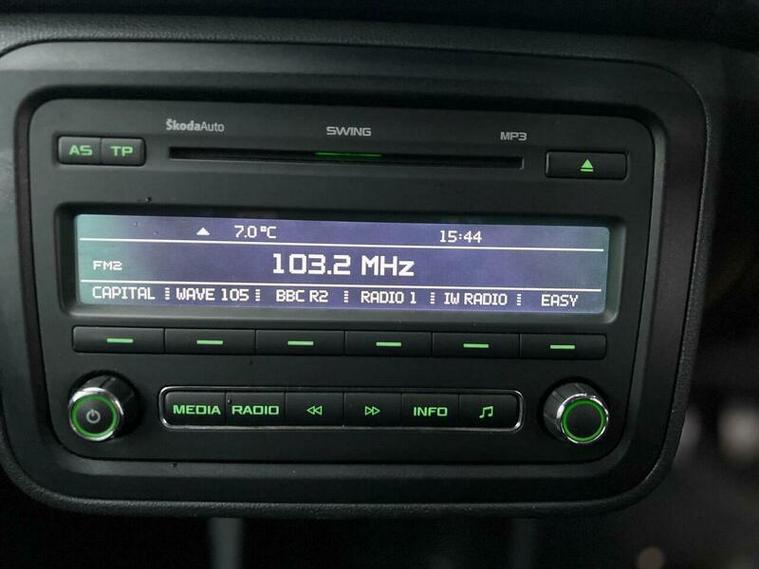 ŠkodaAuto SWING MP3
AS TP
7.0 °C 15:44
FM2 103.2 MHz
CAPITAL WAVE 105 BBC R2 RADIO 1 IW RADIO EASY
MEDIA RADIO INFO